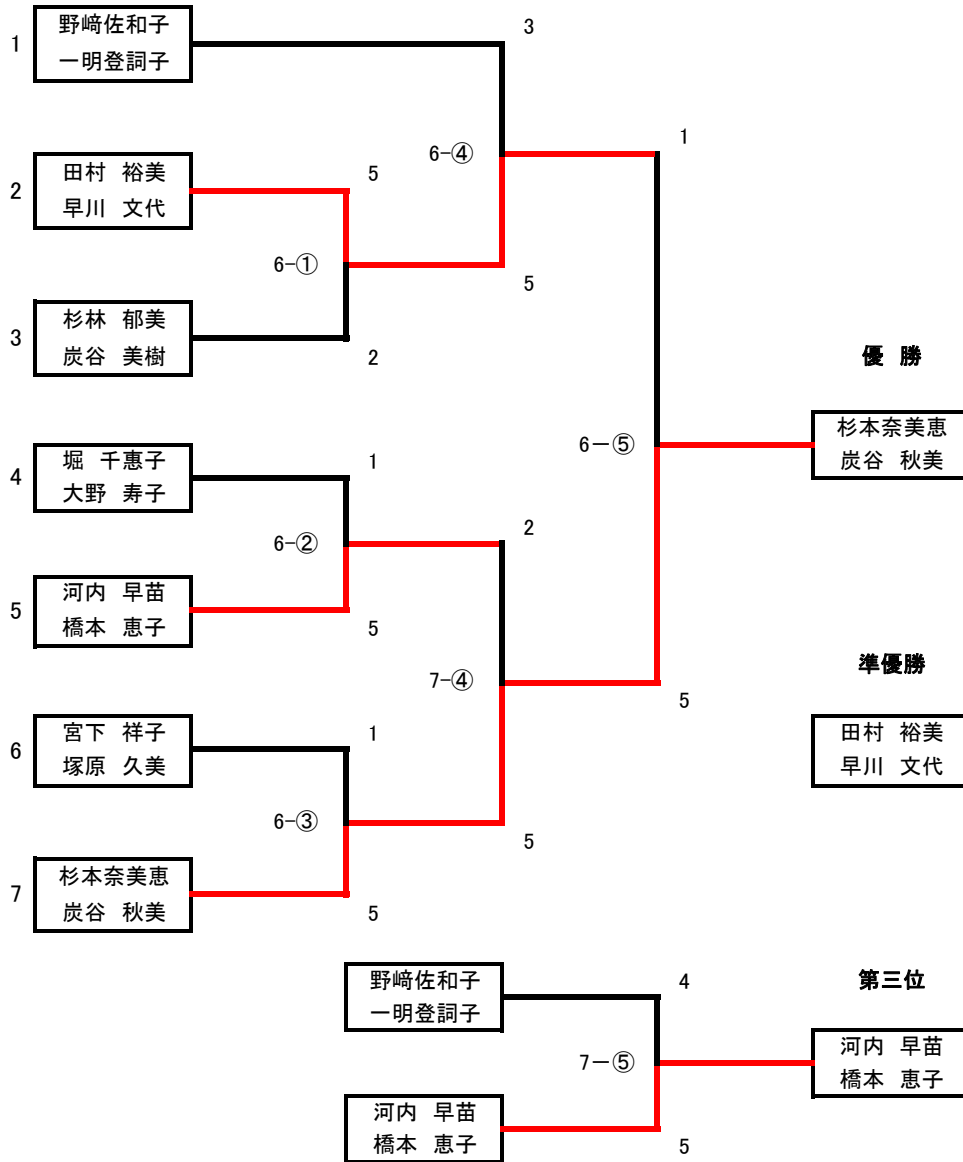 1
野﨑佐和子
一明登詞子
3
6-④
1
2
田村 裕美
早川 文代
5
6-①
5
3
杉林 郁美
炭谷 美樹
2
優 勝
杉本奈美恵
炭谷 秋美
6－⑤
4
堀 千恵子
大野 寿子
1
6-②
2
5
河内 早苗
橋本 恵子
5
7-④
5
準優勝
田村 裕美
早川 文代
6
宮下 祥子
塚原 久美
1
6-③
5
7
杉本奈美恵
炭谷 秋美
5
野﨑佐和子
一明登詞子
4
第三位
7－⑤
河内 早苗
橋本 恵子
河内 早苗
橋本 恵子
5